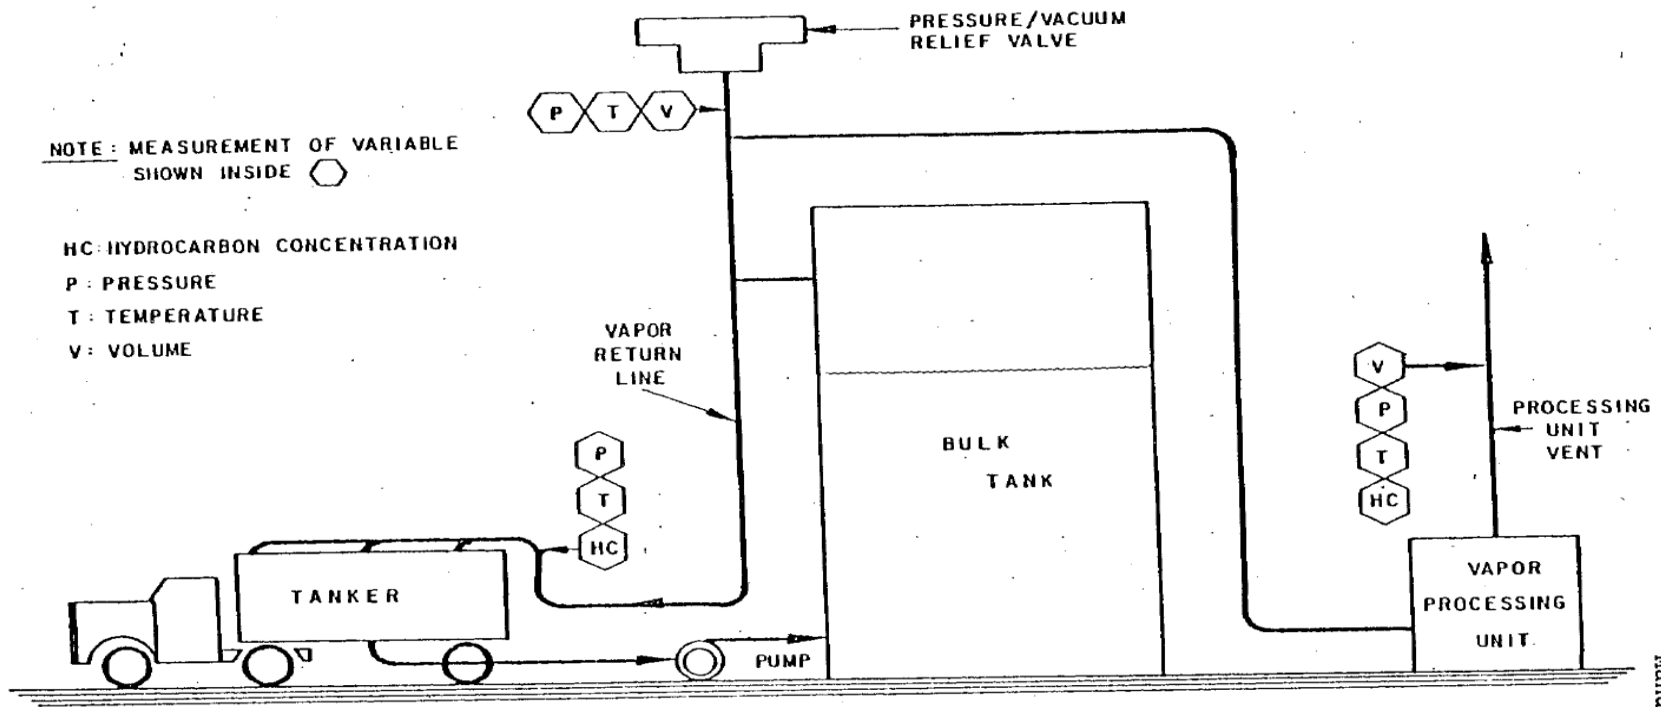 PRESSURE/VACUUM
RELIEF VALVE
P T V
NOTE: MEASUREMENT OF VARIABLE
SHOWN INSIDE
HC: HYDROCARBON CONCENTRATION
P: PRESSURE
T: TEMPERATURE
V: VOLUME
VAPOR
RETURN
LINE
P
T
HC
V
P
T
HC
PROCESSING
UNIT
VENT
BULK
TANK
TANKER
PUMP
VAPOR
PROCESSING
UNIT.